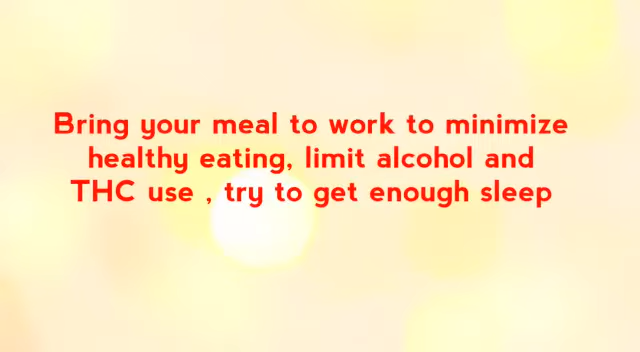 Bring your meal to work to minimize
healthy eating, limit alcohol and
THC use , try to get enough sleep